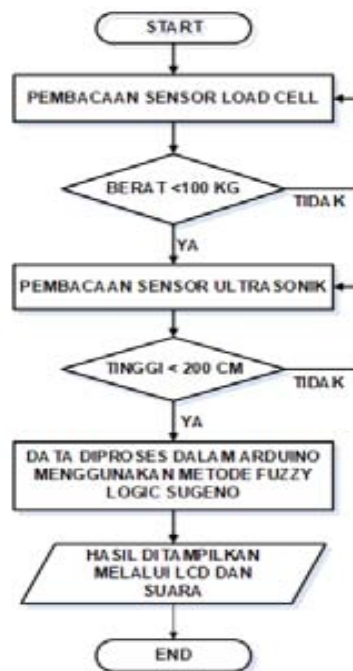 START
PEMBACAAN SENSOR LOAD CELL
BERAT <100 KG
TIDAK
YA
PEMBACAAN SENSOR ULTRASONIK
TINGGI < 200 CM
TIDAK
YA
DATA DIPROSES DALAM ARDUINO
MENGGUNAKAN METODE FUZZY
LOGIC SUGENO
HASIL DITAMPILKAN
MELALUI LCD DAN
SUARA
END